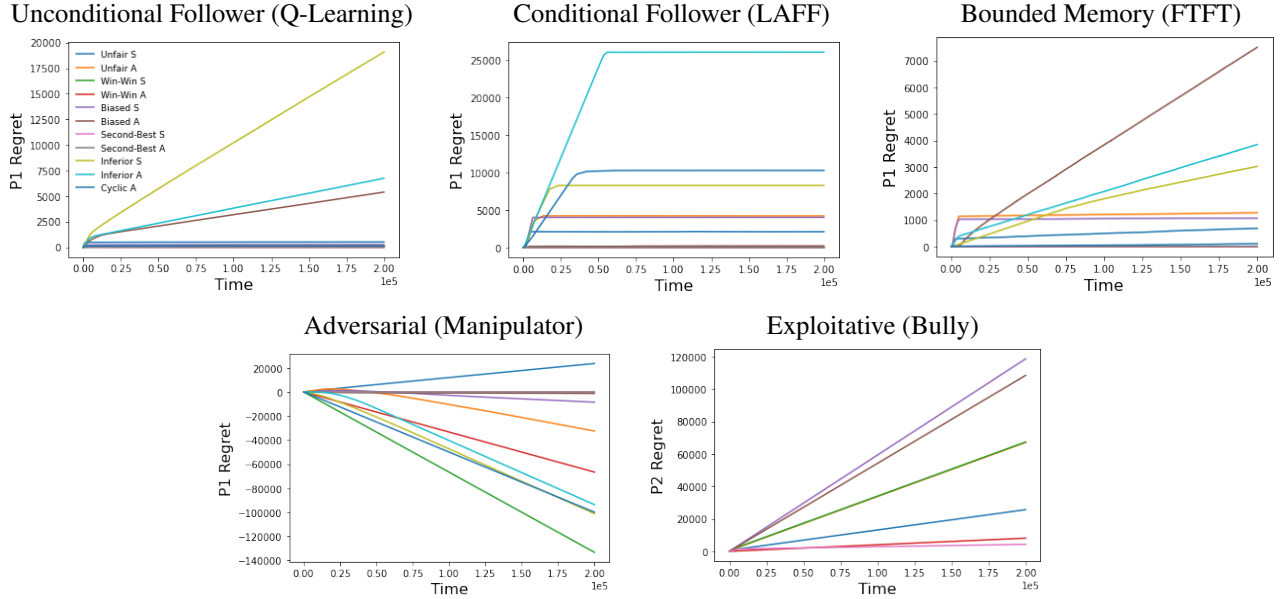 Unconditional Follower (Q-Learning)
Conditional Follower (LAFF)
Bounded Memory (FTFT)
P1 Regret
20000
17500
15000
12500
10000
7500
5000
2500
0
Unfair S
Unfair A
Win-Win S
Win-Win A
Biased S
Biased A
Second-Best S
Second-Best A
Inferior S
Inferior A
Cyclic A
0.00 0.25 0.50 0.75 1.00 1.25 1.50 1.75 2.00
1e5
Time
P1 Regret
25000
20000
15000
10000
5000
0
0.00 0.25 0.50 0.75 1.00 1.25 1.50 1.75 2.00
1e5
Time
P1 Regret
7000
6000
5000
4000
3000
2000
1000
0
0.00 0.25 0.50 0.75 1.00 1.25 1.50 1.75 2.00
1e5
Time
Adversarial (Manipulator)
Exploitative (Bully)
P1 Regret
20000
0
−20000
−40000
−60000
−80000
−100000
−120000
−140000
0.00 0.25 0.50 0.75 1.00 1.25 1.50 1.75 2.00
1e5
Time
P2 Regret
120000
100000
80000
60000
40000
20000
0
0.00 0.25 0.50 0.75 1.00 1.25 1.50 1.75 2.00
1e5
Time